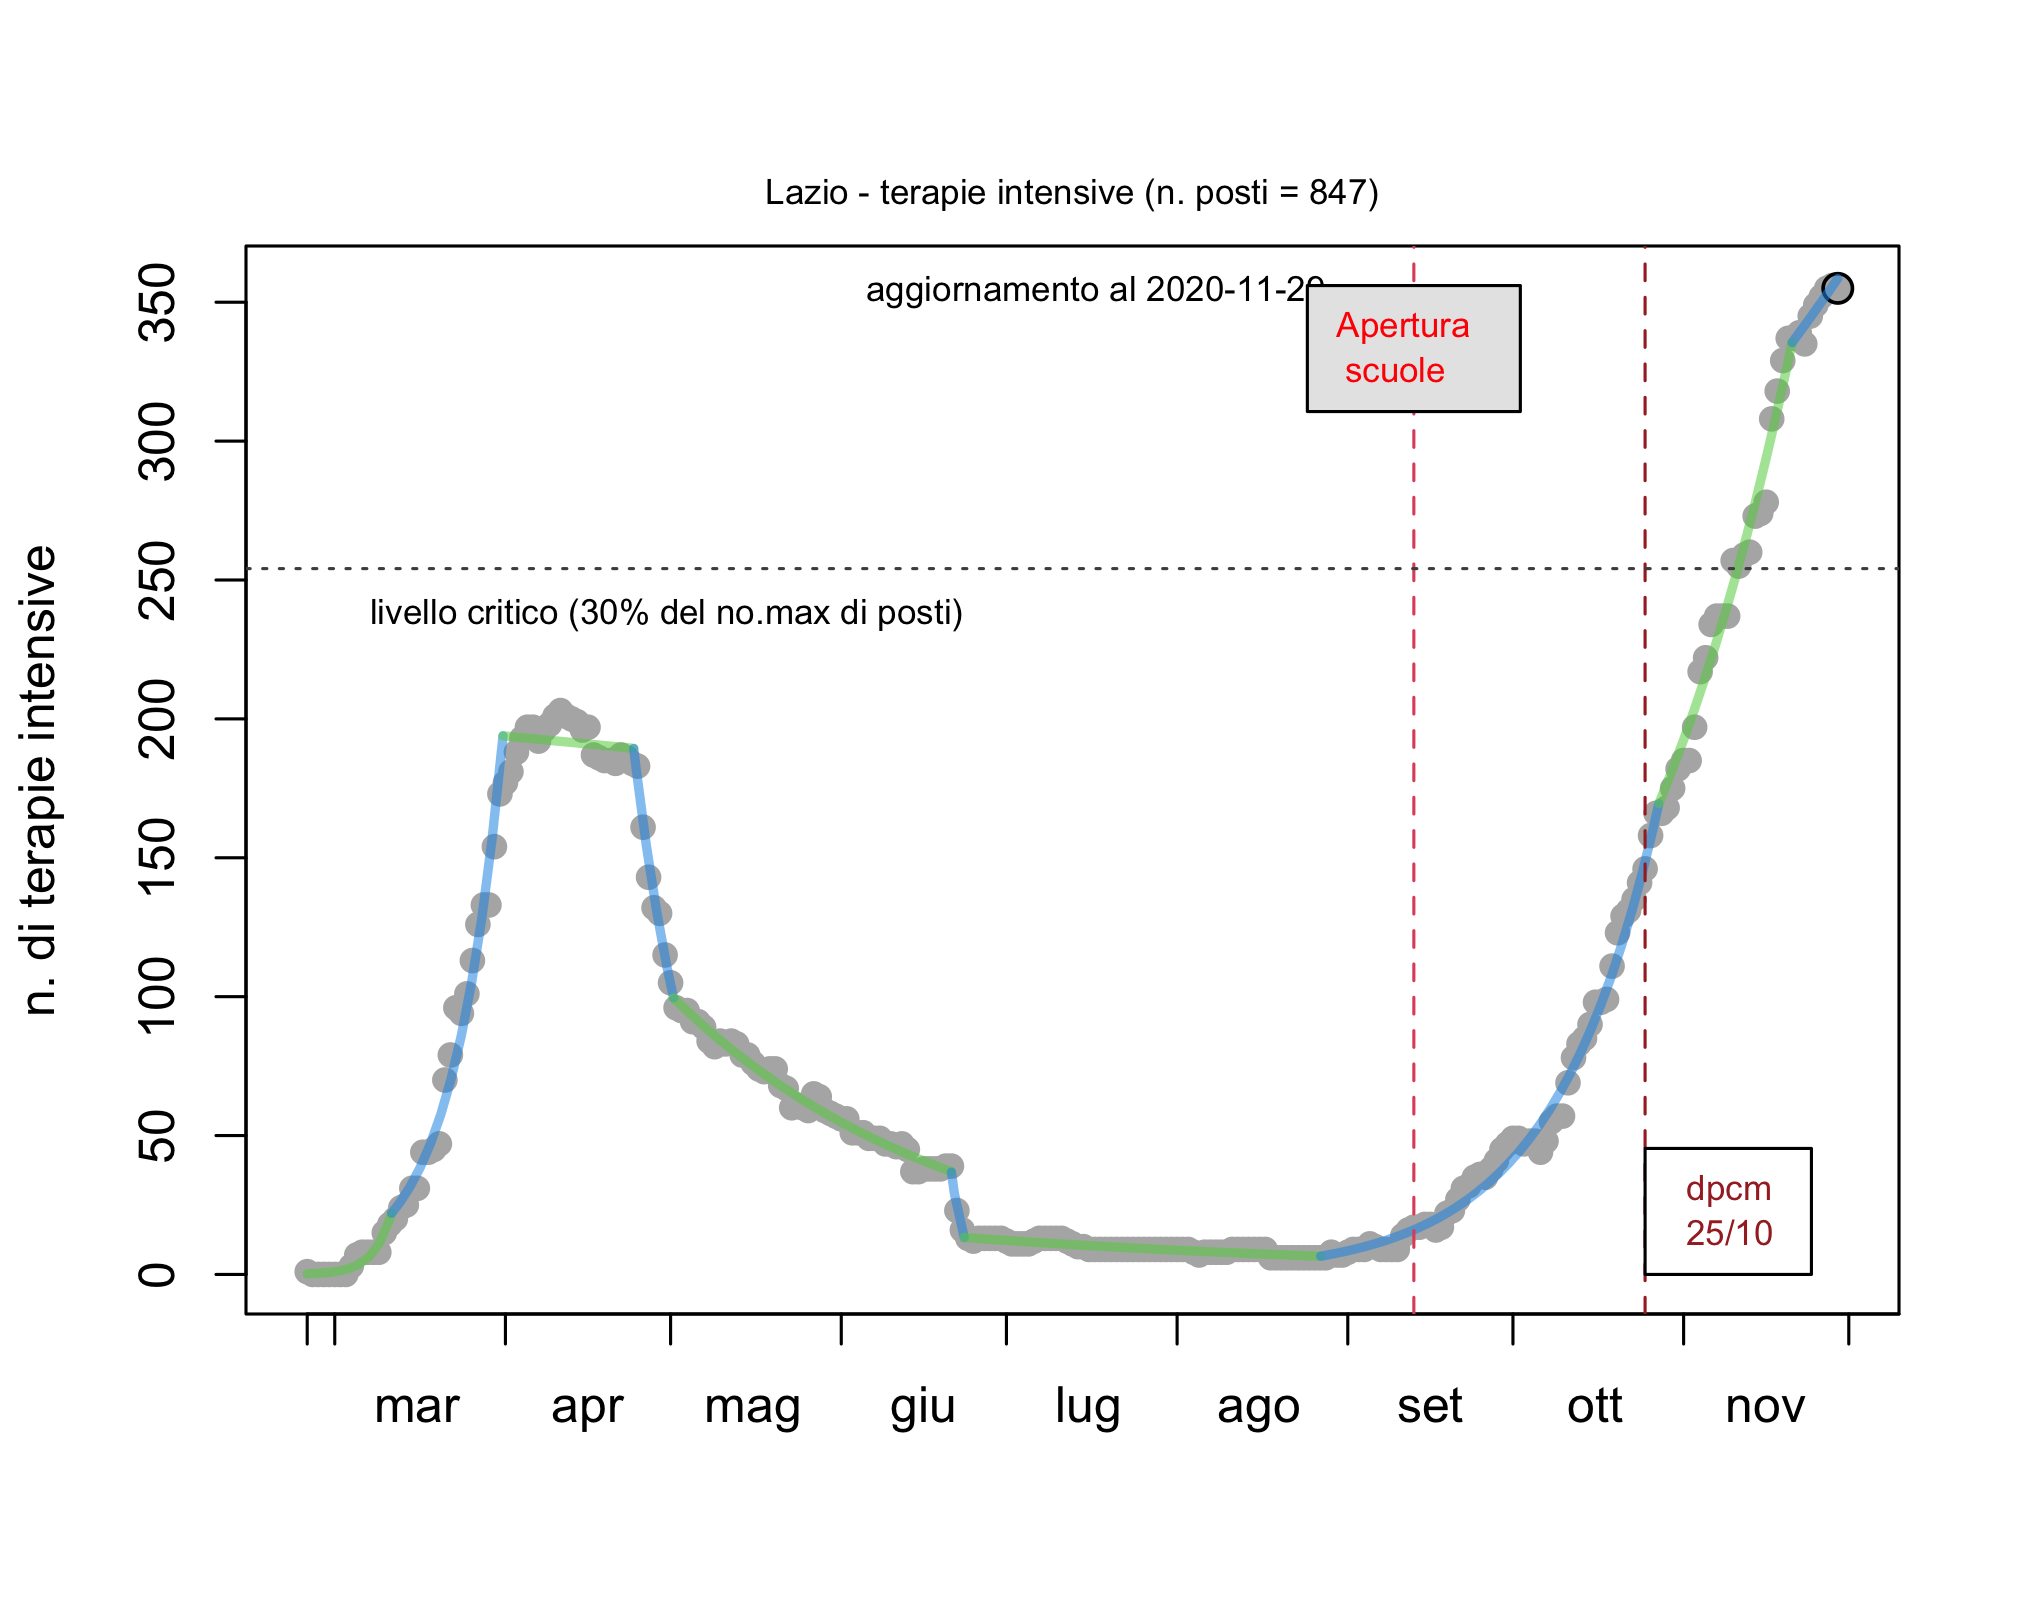 Lazio - terapie intensive (n. posti = 847)
aggiornamento al 2020-11-29
Apertura
scuole
livello critico (30% del no.max di posti)
dpcm
25/10
n. di terapie intensive
350
300
250
200
150
100
50
0
mar apr mag giu lug ago set ott nov